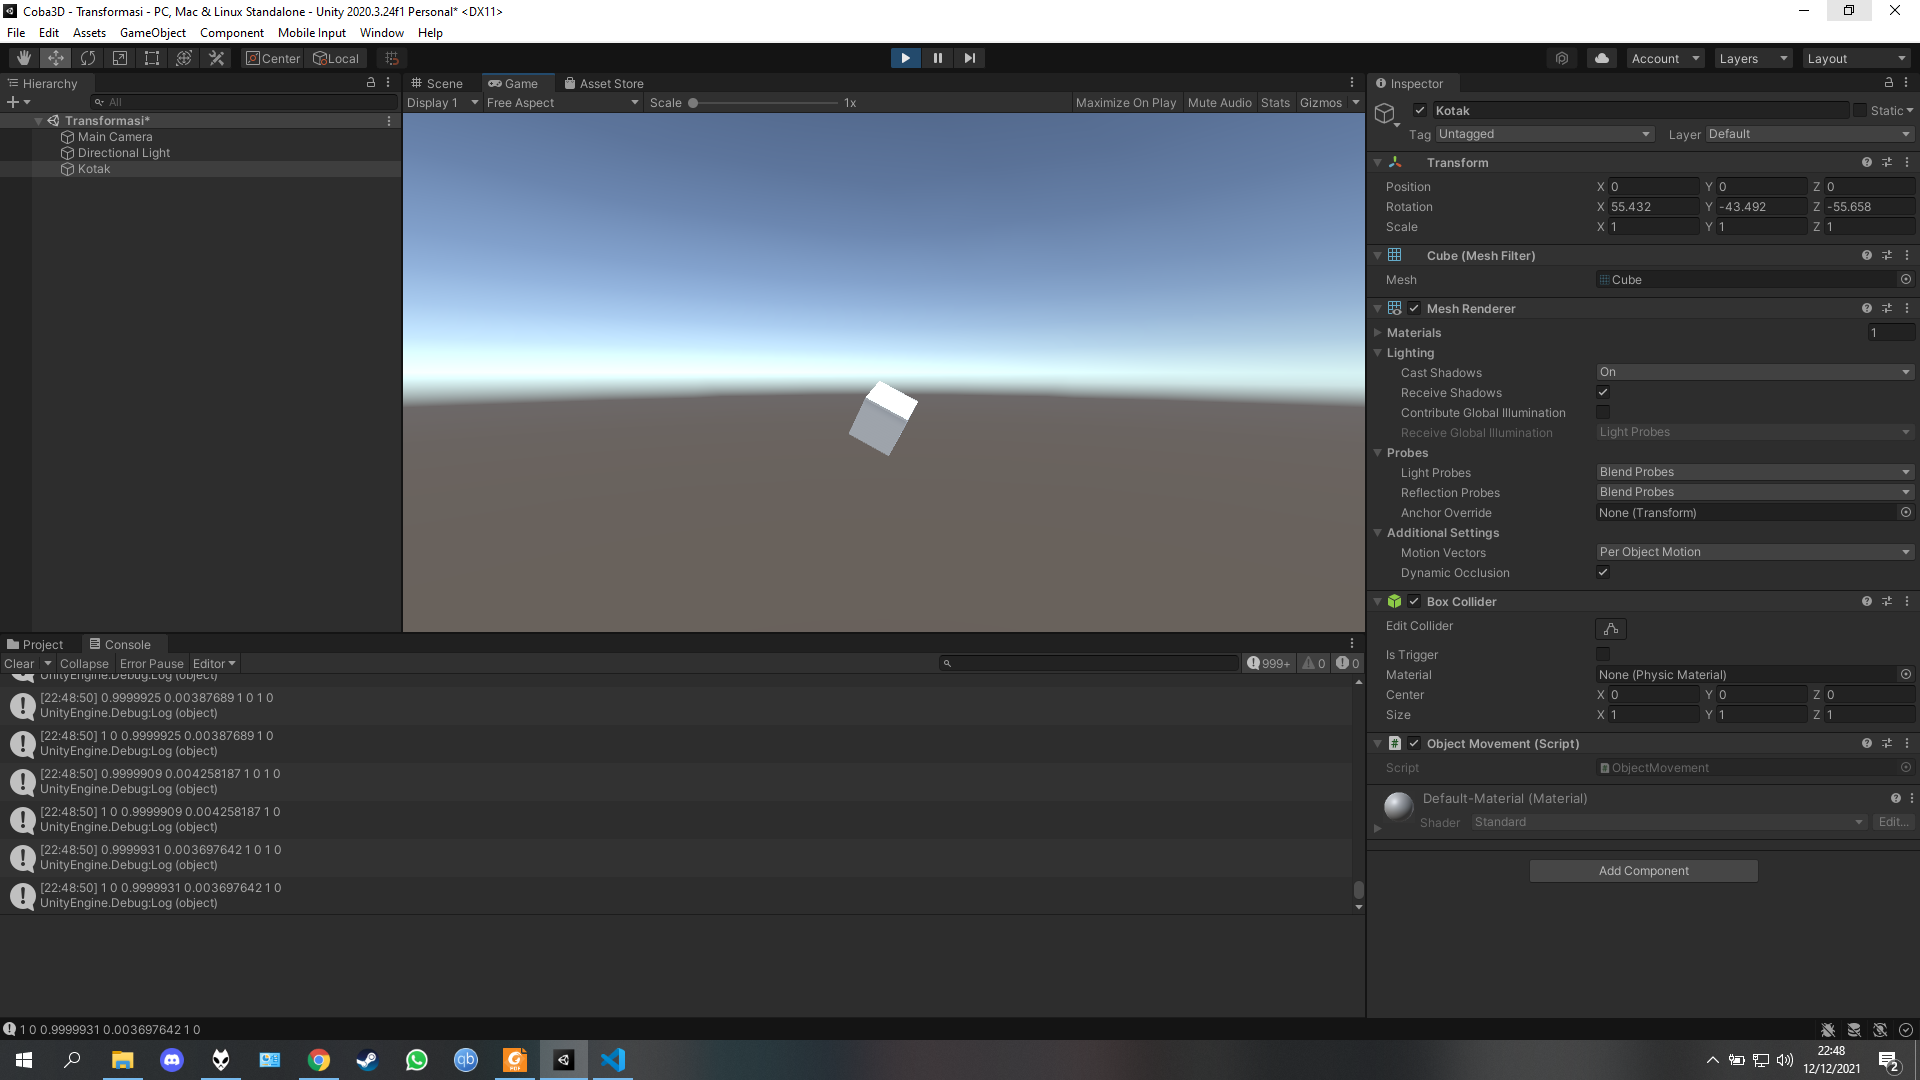 Coba3D - Transformasi - PC, Mac & Linux Standalone - Unity 2020.3.24f1 Personal* <DX11>
File Edit Assets GameObject Component Mobile Input Window Help
Center Local
Account Layers Layout
Hierarchy
All
Transformasi*
Main Camera
Directional Light
Kotak
Scene Game Asset Store
Display 1 Free Aspect Scale 1x Maximize On Play Mute Audio Stats Gizmos
Inspector
Kotak Static
Tag Untagged Layer Default
Transform
Position X 0 Y 0 Z 0
Rotation X 55.432 Y -43.492 Z -55.658
Scale X 1 Y 1 Z 1
Cube (Mesh Filter)
Mesh Cube
Mesh Renderer
Materials 1
Lighting
Cast Shadows On
Receive Shadows
Contribute Global Illumination
Receive Global Illumination Light Probes
Probes
Light Probes Blend Probes
Reflection Probes Blend Probes
Anchor Override None (Transform)
Additional Settings
Motion Vectors Per Object Motion
Dynamic Occlusion
Box Collider
Edit Collider
Is Trigger
Material None (Physic Material)
Center X 0 Y 0 Z 0
Size X 1 Y 1 Z 1
Object Movement (Script)
Script ObjectMovement
Default-Material (Material)
Shader Standard Edit...
Add Component
Project Console
Clear Collapse Error Pause Editor 999+ 0 0
UnityEngine.Debug:Log (object)
[22:48:50] 0.9999925 0.00387689 1 0 1 0
UnityEngine.Debug:Log (object)
[22:48:50] 1 0 0.9999925 0.00387689 1 0
UnityEngine.Debug:Log (object)
[22:48:50] 0.9999909 0.004258187 1 0 1 0
UnityEngine.Debug:Log (object)
[22:48:50] 1 0 0.9999909 0.004258187 1 0
UnityEngine.Debug:Log (object)
[22:48:50] 0.9999931 0.003697642 1 0 1 0
UnityEngine.Debug:Log (object)
[22:48:50] 1 0 0.9999931 0.003697642 1 0
UnityEngine.Debug:Log (object)
1 0 0.9999931 0.003697642 1 0
qb
PDF
22:48
12/12/2021
2